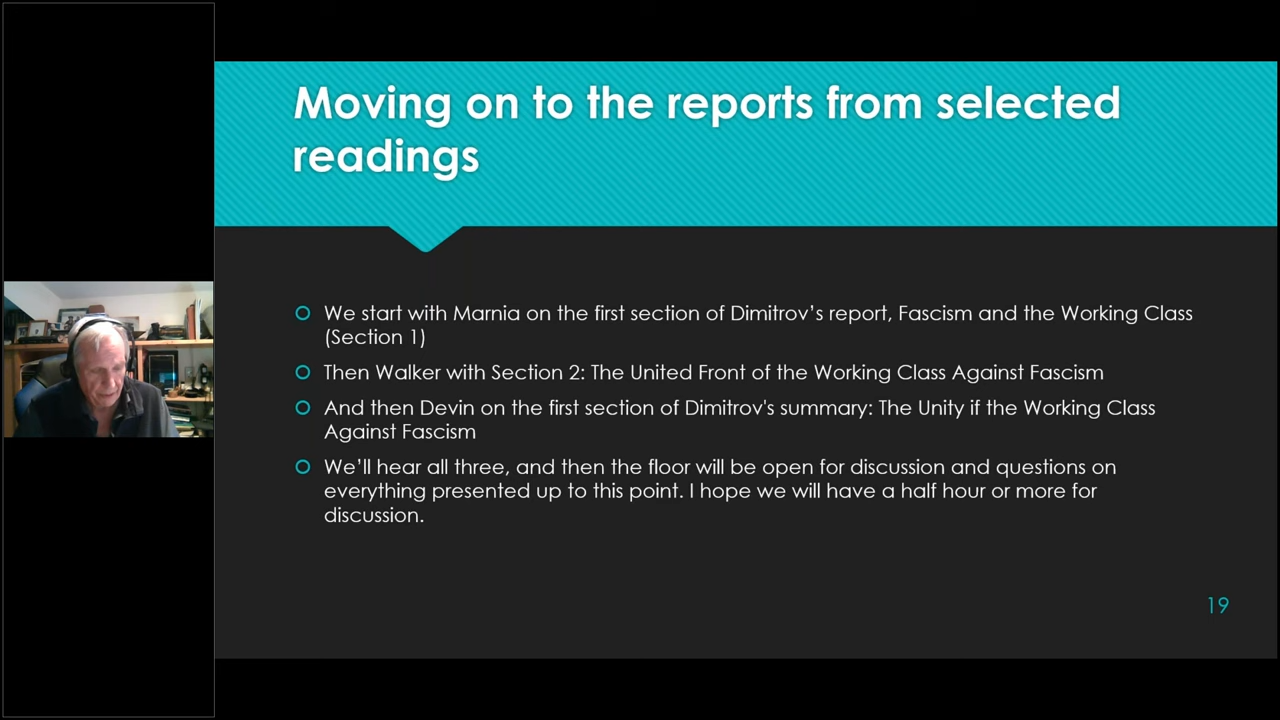 Moving on to the reports from selected
readings
We start with Marnia on the first section of Dimitrov’s report, Fascism and the Working Class
(Section 1)
Then Walker with Section 2: The United Front of the Working Class Against Fascism
And then Devin on the first section of Dimitrov's summary: The Unity if the Working Class
Against Fascism
We’ll hear all three, and then the floor will be open for discussion and questions on
everything presented up to this point. I hope we will have a half hour or more for
discussion.
19